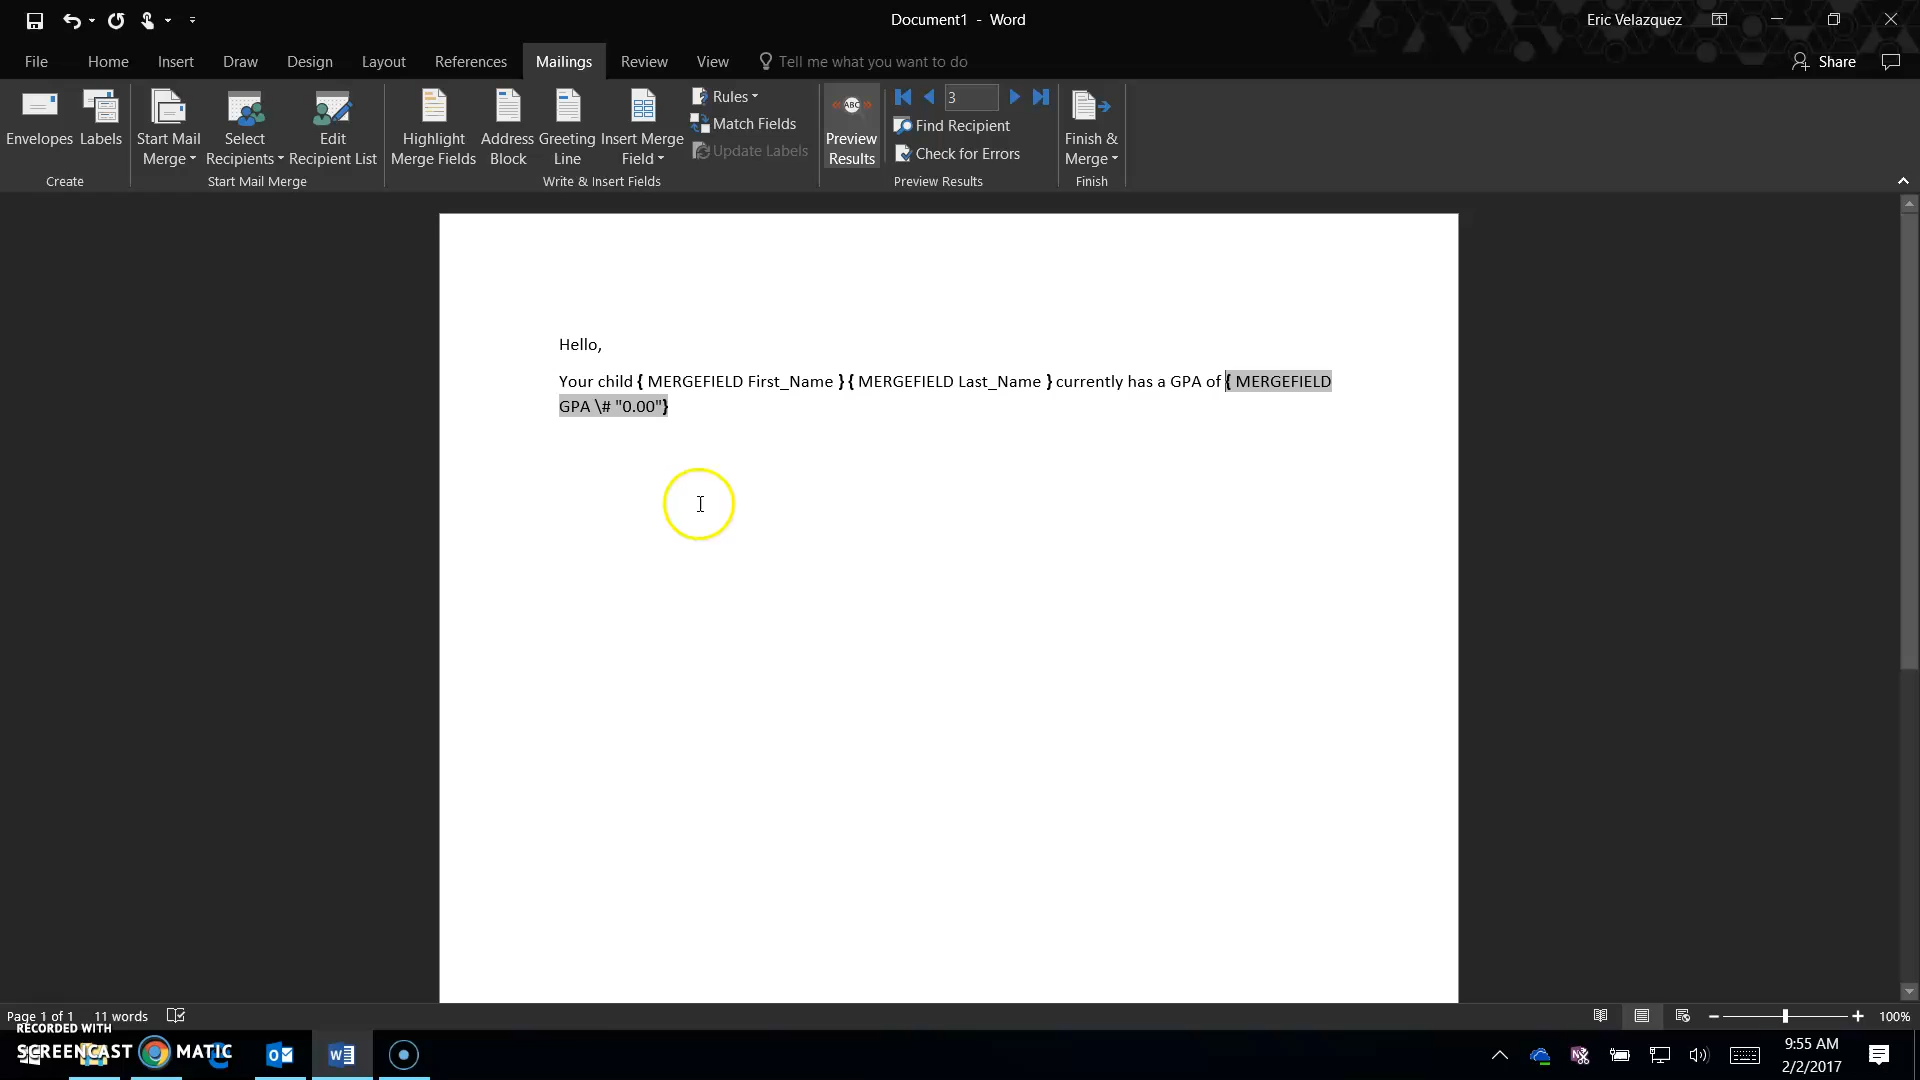 Document1 - Word
Eric Velazquez
File Home Insert Draw Design Layout References Mailings Review View Tell me what you want to do Share
Envelopes
Labels
Create
Start Mail
Merge
Select
Recipients
Edit
Recipient List
Start Mail Merge
Highlight
Merge Fields
Address
Block
Greeting
Line
Insert Merge
Field
Rules
Match Fields
Update Labels
Write & Insert Fields
ABC
Preview
Results
3
Find Recipient
Check for Errors
Preview Results
Finish &
Merge
Finish
Hello,
Your child { MERGEFIELD First_Name } { MERGEFIELD Last_Name } currently has a GPA of { MERGEFIELD
GPA \# "0.00"}
Page 1 of 1 11 words
100%
RECORDED WITH
SCREENCAST MATIC
9:55 AM
2/2/2017